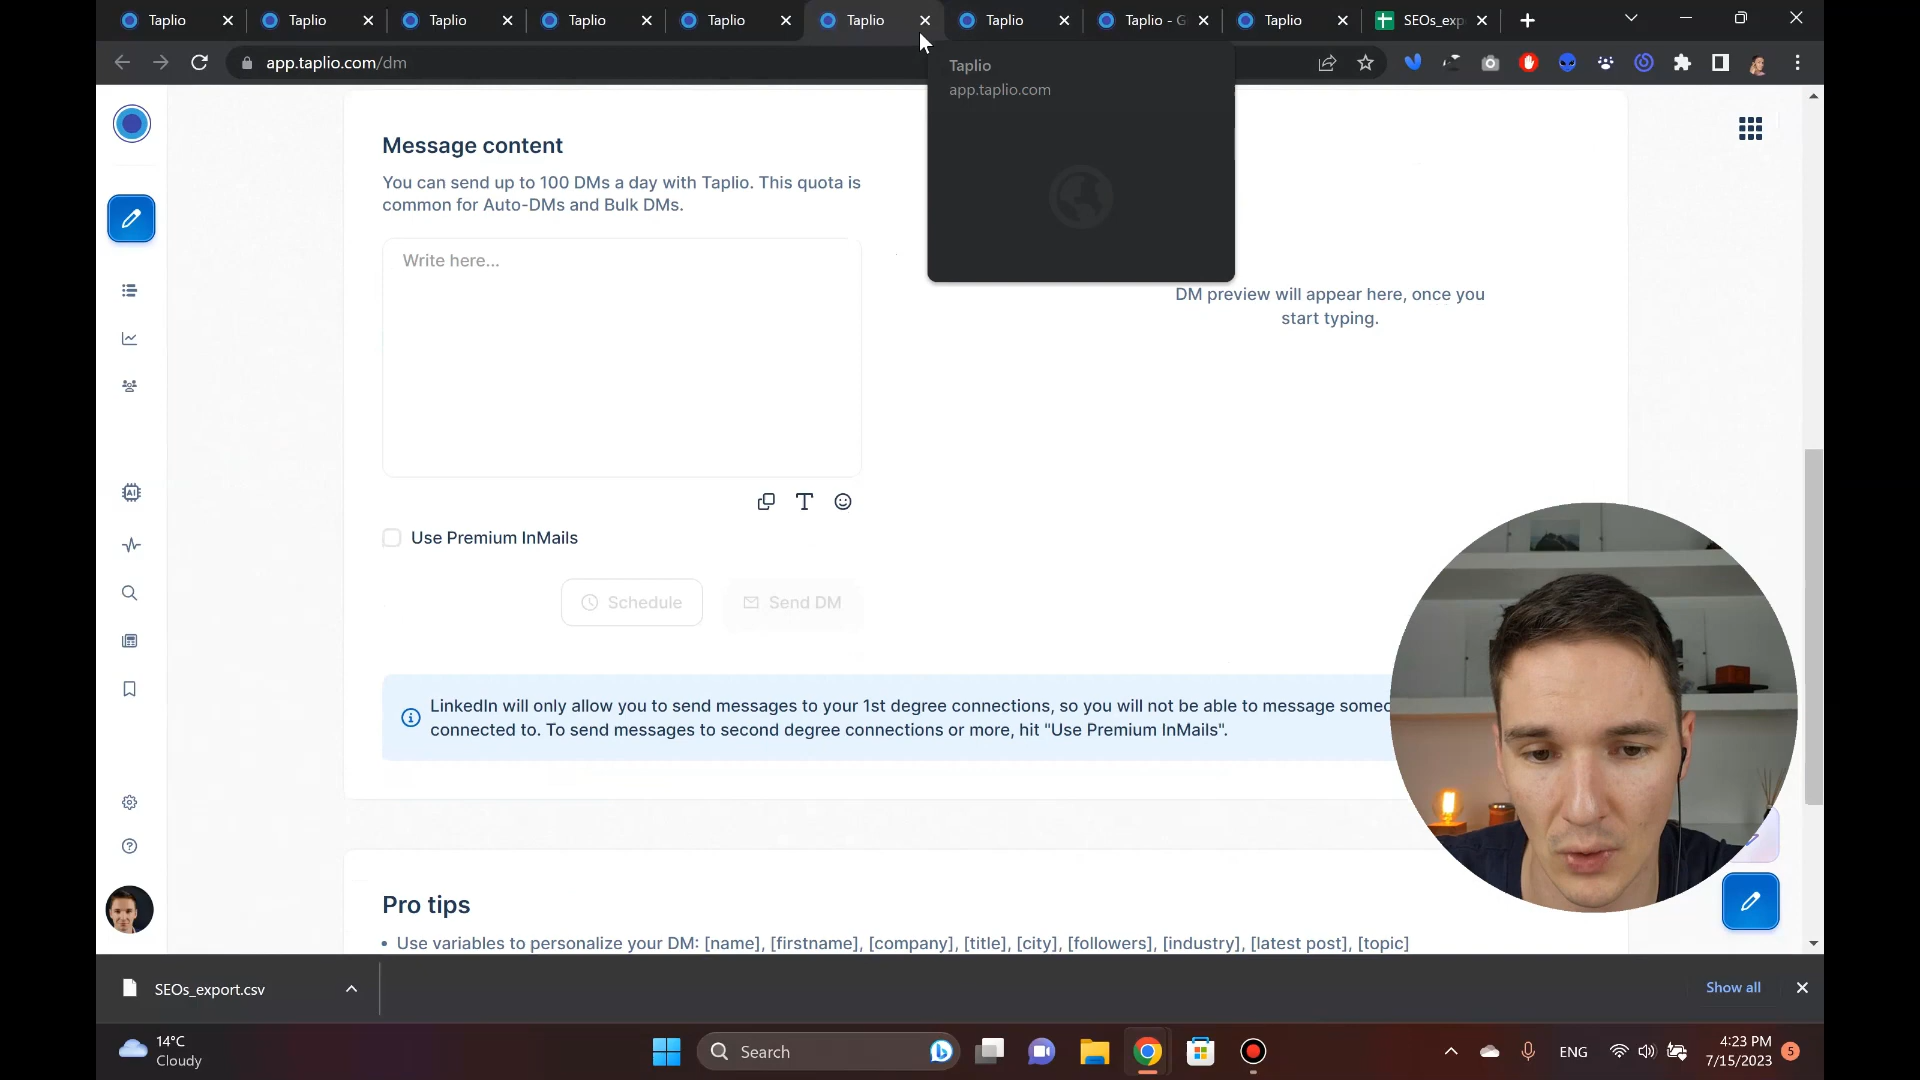 Taplio
Taplio
Taplio
Taplio
Taplio
Taplio
Taplio
Taplio - G
Taplio
SEOs_exp
app.taplio.com/dm
Taplio
app.taplio.com
Message content
You can send up to 100 DMs a day with Taplio. This quota is
common for Auto-DMs and Bulk DMs.
Write here...
DM preview will appear here, once you
start typing.
Use Premium InMails
Schedule
Send DM
LinkedIn will only allow you to send messages to your 1st degree connections, so you will not be able to message
connected to. To send messages to second degree connections or more, hit "Use Premium InMails".
Pro tips
• Use variables to personalize your DM: [name], [firstname], [company], [title], [city], [followers], [industry], [latest post], [topic]
AI
SEOs_export.csv
Show all
14°C
Cloudy
Search
ENG
4:23 PM
7/15/2023
5